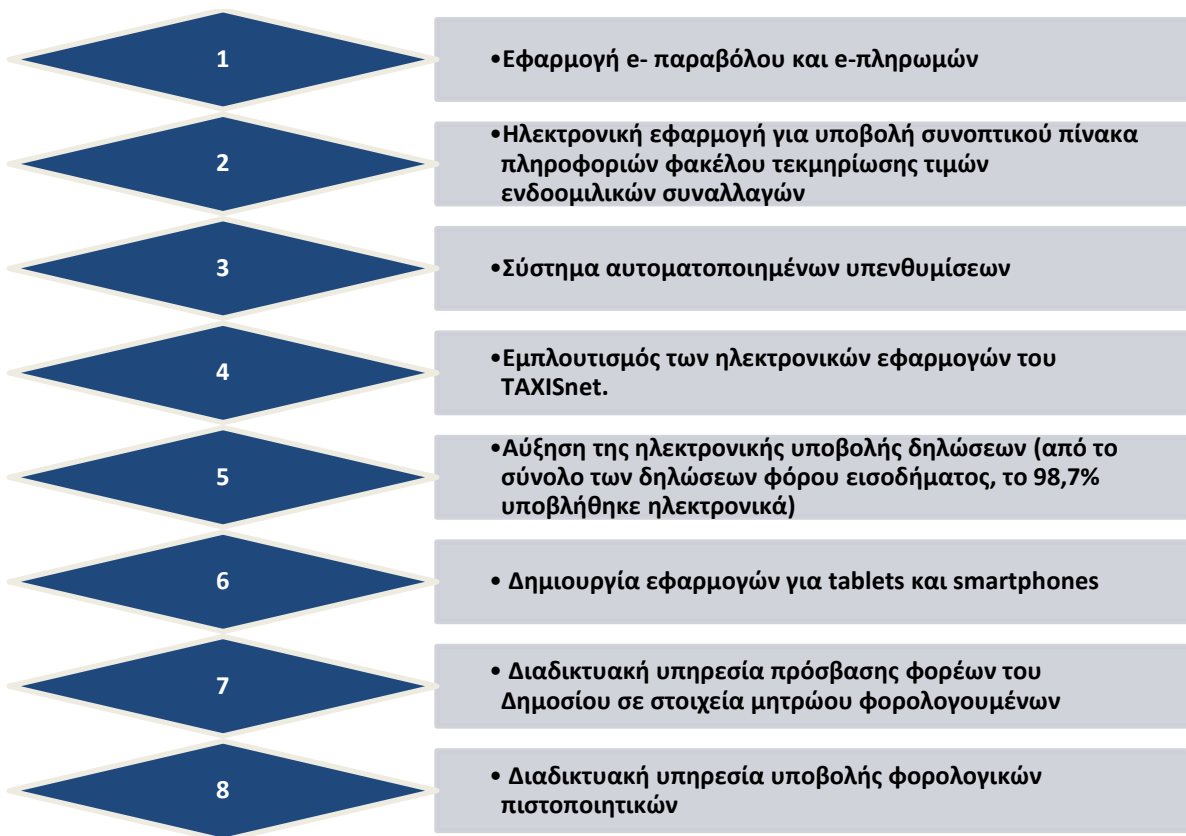 1
•Εφαρμογή e- παραβόλου και e-πληρωμών
2
•Ηλεκτρονική εφαρμογή για υποβολή συνοπτικού πίνακα
πληροφοριών φακέλου τεκμηρίωσης τιμών
ενδοομιλικών συναλλαγών
3
•Σύστημα αυτοματοποιημένων υπενθυμίσεων
4
•Εμπλουτισμός των ηλεκτρονικών εφαρμογών του
TAXISnet.
5
•Αύξηση της ηλεκτρονικής υποβολής δηλώσεων (από το
σύνολο των δηλώσεων φόρου εισοδήματος, το 98,7%
υποβλήθηκε ηλεκτρονικά)
6
• Δημιουργία εφαρμογών για tablets και smartphones
7
• Διαδικτυακή υπηρεσία πρόσβασης φορέων του
Δημοσίου σε στοιχεία μητρώου φορολογουμένων
8
• Διαδικτυακή υπηρεσία υποβολής φορολογικών
πιστοποιητικών